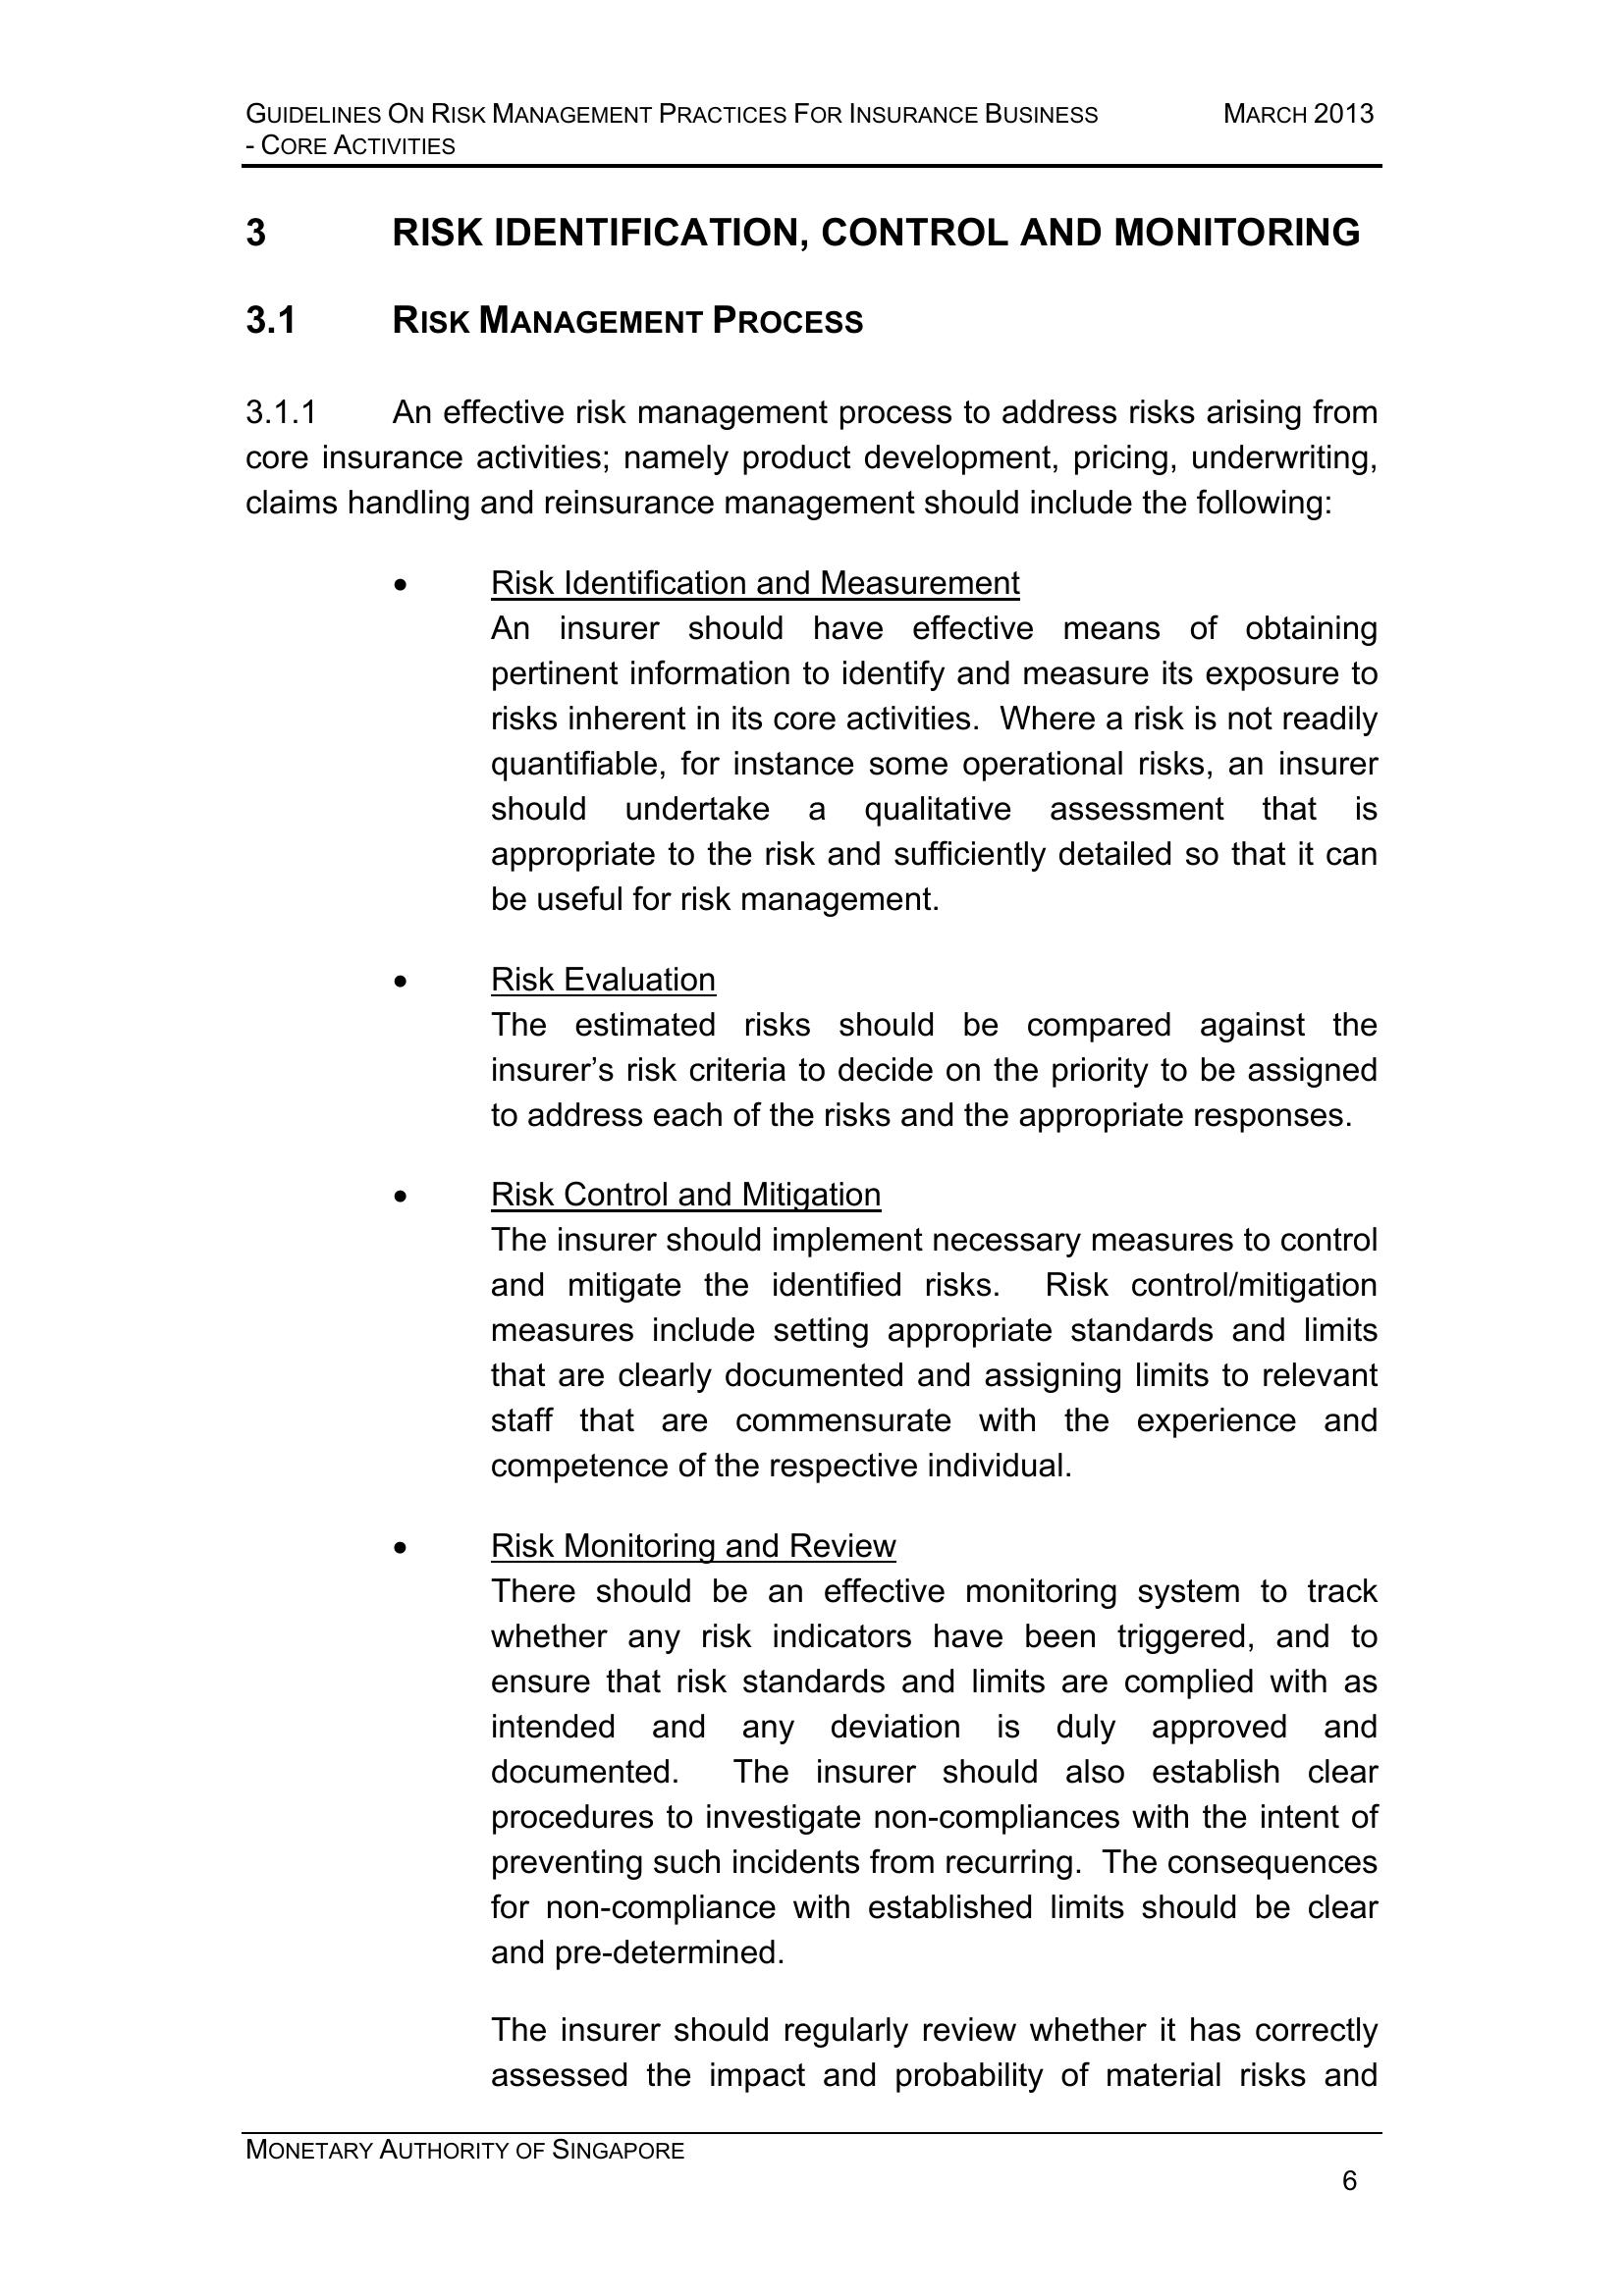 GUIDELINES ON RISK MANAGEMENT PRACTICES FOR INSURANCE BUSINESS MARCH 2013
- CORE ACTIVITIES
3 RISK IDENTIFICATION, CONTROL AND MONITORING
3.1 RISK MANAGEMENT PROCESS
3.1.1 An effective risk management process to address risks arising from
core insurance activities; namely product development, pricing, underwriting,
claims handling and reinsurance management should include the following:
• Risk Identification and Measurement
An insurer should have effective means of obtaining
pertinent information to identify and measure its exposure to
risks inherent in its core activities. Where a risk is not readily
quantifiable, for instance some operational risks, an insurer
should undertake a qualitative assessment that is
appropriate to the risk and sufficiently detailed so that it can
be useful for risk management.
• Risk Evaluation
The estimated risks should be compared against the
insurer’s risk criteria to decide on the priority to be assigned
to address each of the risks and the appropriate responses.
• Risk Control and Mitigation
The insurer should implement necessary measures to control
and mitigate the identified risks. Risk control/mitigation
measures include setting appropriate standards and limits
that are clearly documented and assigning limits to relevant
staff that are commensurate with the experience and
competence of the respective individual.
• Risk Monitoring and Review
There should be an effective monitoring system to track
whether any risk indicators have been triggered, and to
ensure that risk standards and limits are complied with as
intended and any deviation is duly approved and
documented. The insurer should also establish clear
procedures to investigate non-compliances with the intent of
preventing such incidents from recurring. The consequences
for non-compliance with established limits should be clear
and pre-determined.
The insurer should regularly review whether it has correctly
assessed the impact and probability of material risks and
MONETARY AUTHORITY OF SINGAPORE
6